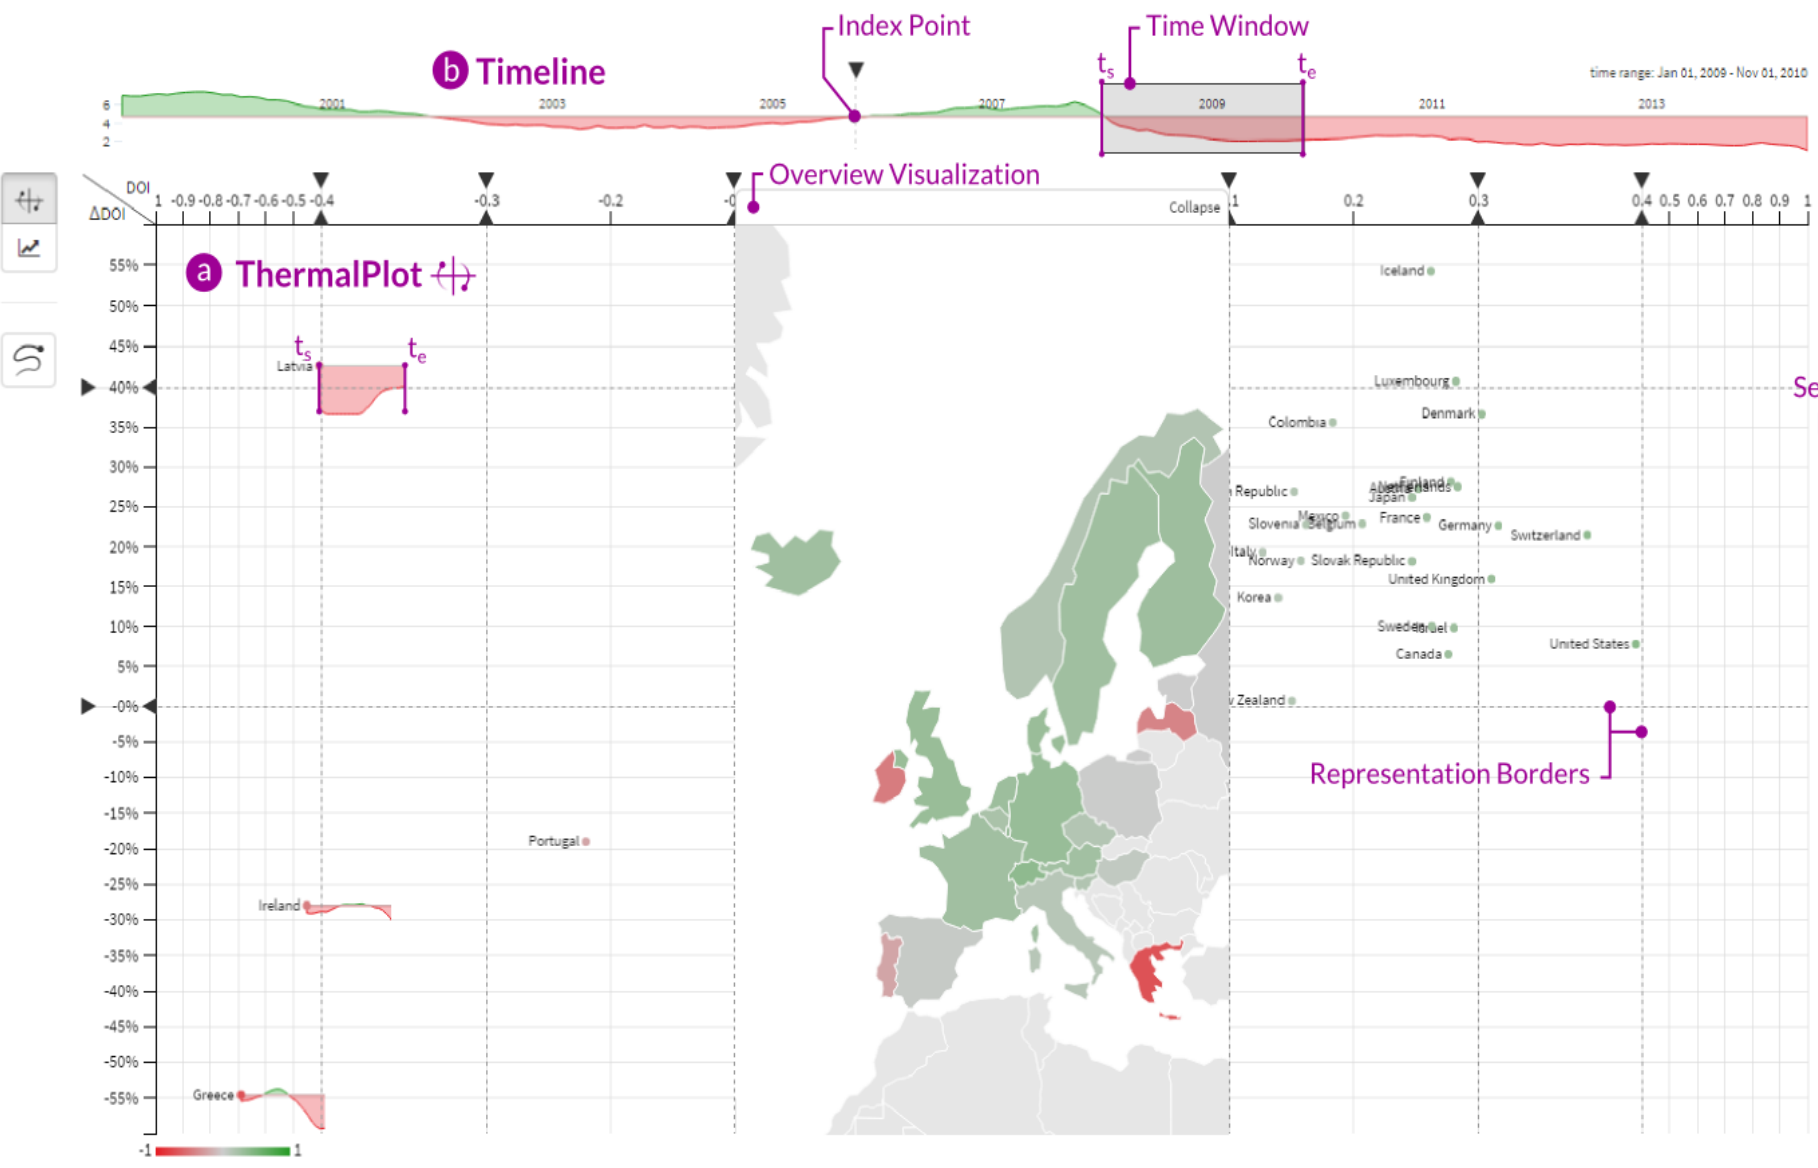 Index Point
Time Window
b Timeline
ts
te
time range: Jan 01, 2009 - Nov 01, 2010
6
4
2
2001
2003
2005
2007
2009
2011
2013
Overview Visualization
DOI
ΔDOI
1 -0.9 -0.8 -0.7 -0.6 -0.5 -0.4 -0.3 -0.2
Collapse
0.2 0.3 0.4 0.5 0.6 0.7 0.8 0.9 1
a ThermalPlot
55%
50%
45%
40%
35%
30%
25%
20%
15%
10%
5%
-0%
-5%
-10%
-15%
-20%
-25%
-30%
-35%
-40%
-45%
-50%
-55%
ts
te
Latvia
Portugal
Ireland
Greece
Iceland
Luxembourg
Denmark
Colombia
Finland
Republic
Japan
Mexico
France
Slovenia
Belgium
Germany
Switzerland
Italy
Norway
Slovak Republic
United Kingdom
Korea
Sweden
Canada
United States
Zealand
Representation Borders
-1
1